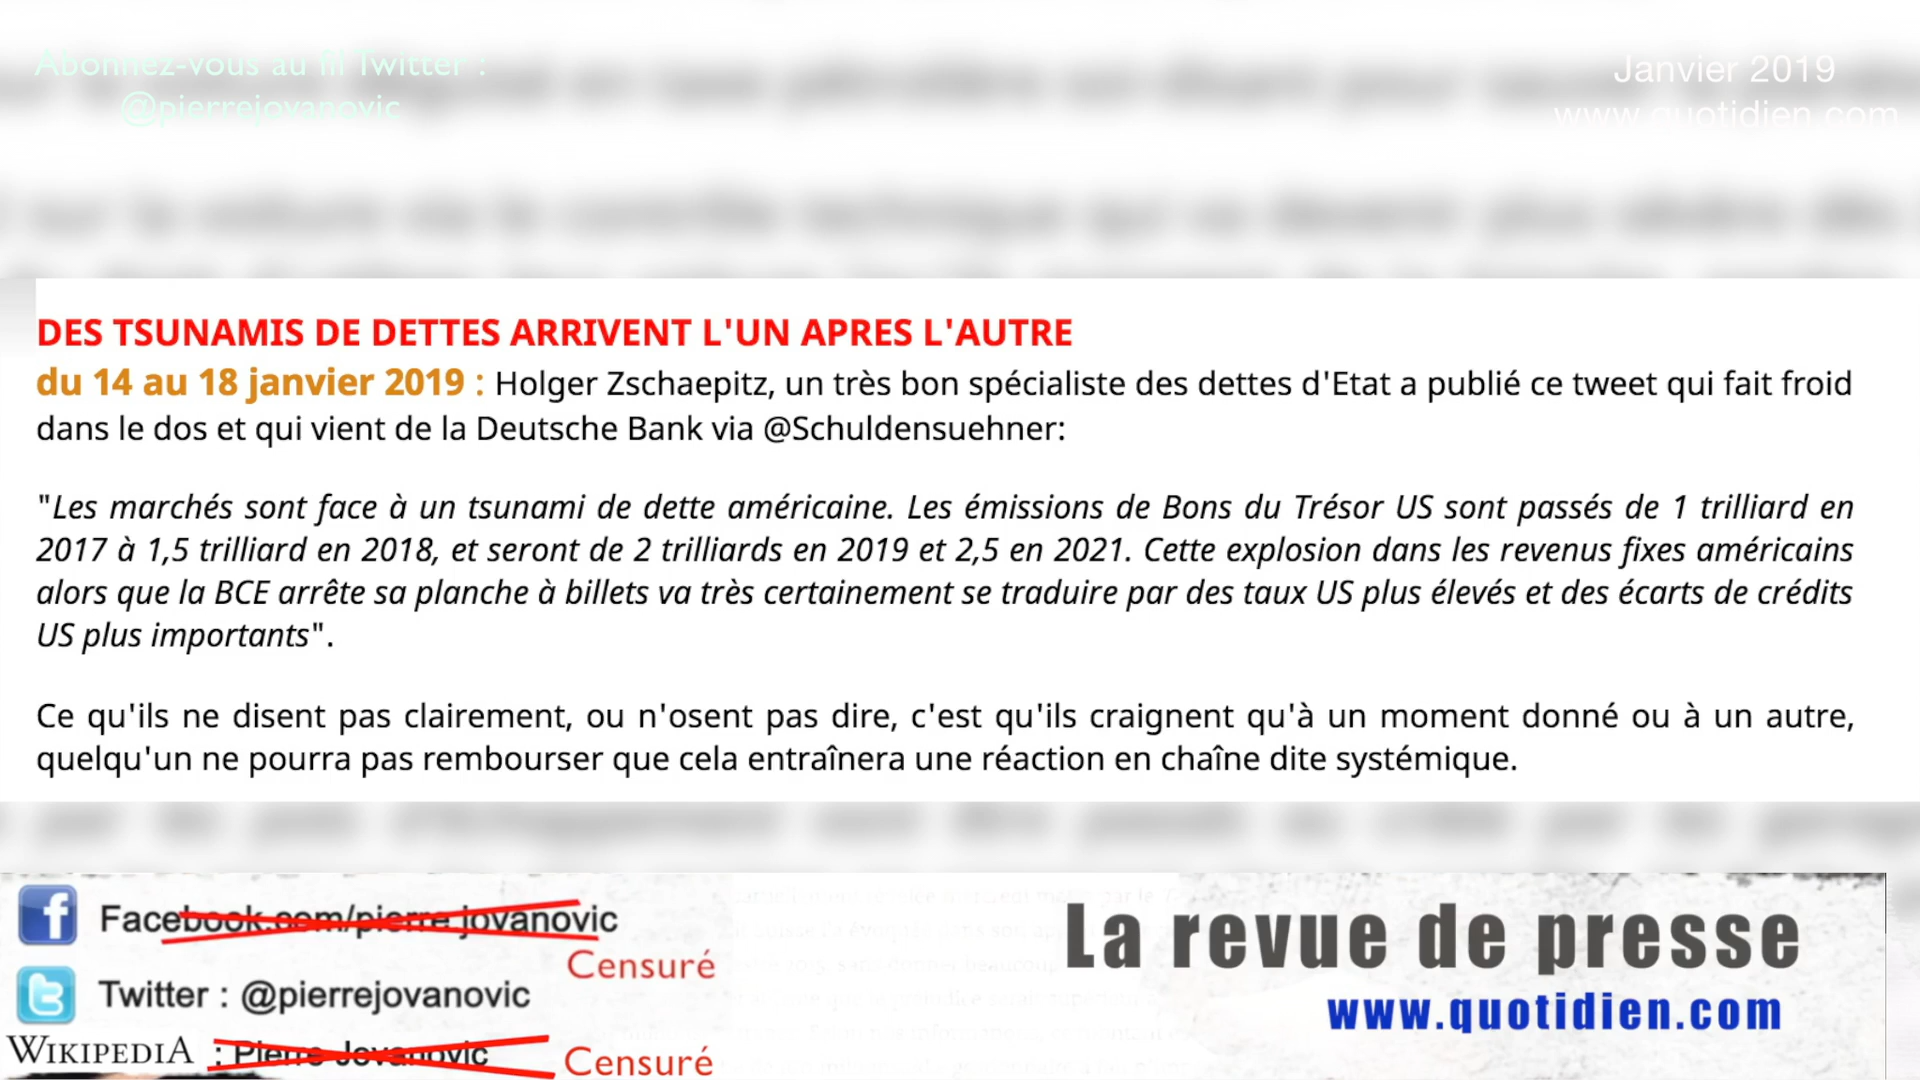 Abonnez-vous au fil Twitter :
@pierrejovanovic
Janvier 2019
www.quotidien.com
DES TSUNAMIS DE DETTES ARRIVENT L'UN APRES L'AUTRE
du 14 au 18 janvier 2019 : Holger Zschaepitz, un très bon spécialiste des dettes d'Etat a publié ce tweet qui fait froid
dans le dos et qui vient de la Deutsche Bank via @Schuldensuehner:
"Les marchés sont face à un tsunami de dette américaine. Les émissions de Bons du Trésor US sont passés de 1 trilliard en
2017 à 1,5 trilliard en 2018, et seront de 2 trilliards en 2019 et 2,5 en 2021. Cette explosion dans les revenus fixes américains
alors que la BCE arrête sa planche à billets va très certainement se traduire par des taux US plus élevés et des écarts de crédits
US plus importants".
Ce qu'ils ne disent pas clairement, ou n'osent pas dire, c'est qu'ils craignent qu'à un moment donné ou à un autre,
quelqu'un ne pourra pas rembourser que cela entraînera une réaction en chaîne dite systémique.
Facebook.com/pierre.jovanovic
Censuré
Twitter : @pierrejovanovic
WIKIPEDIA : Pierre Jovanovic
Censuré
La revue de presse
www.quotidien.com